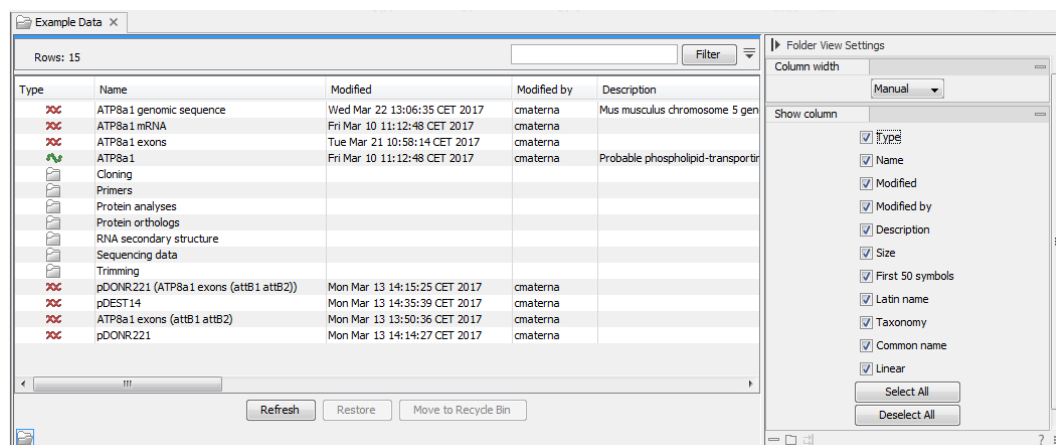 Example Data
Rows: 15
Filter
Type Name Modified Modified by Description
ATP8a1 genomic sequence Wed Mar 22 13:06:35 CET 2017 cmaterna Mus musculus chromosome 5 gen
ATP8a1 mRNA Fri Mar 10 11:12:48 CET 2017 cmaterna
ATP8a1 exons Tue Mar 21 10:58:14 CET 2017 cmaterna
ATP8a1 Fri Mar 10 11:12:48 CET 2017 cmaterna Probable phospholipid-transportin
Cloning
Primers
Protein analyses
Protein orthologs
RNA secondary structure
Sequencing data
Trimming
pDONR221 (ATP8a1 exons (attB1 attB2)) Mon Mar 13 14:15:25 CET 2017 cmaterna
pDEST14 Mon Mar 13 14:35:39 CET 2017 cmaterna
ATP8a1 exons (attB1 attB2) Mon Mar 13 13:50:36 CET 2017 cmaterna
pDONR221 Mon Mar 13 14:14:27 CET 2017 cmaterna
Refresh Restore Move to Recycle Bin
Folder View Settings
Column width
Manual
Show column
Type
Name
Modified
Modified by
Description
Size
First 50 symbols
Latin name
Taxonomy
Common name
Linear
Select All
Deselect All
?